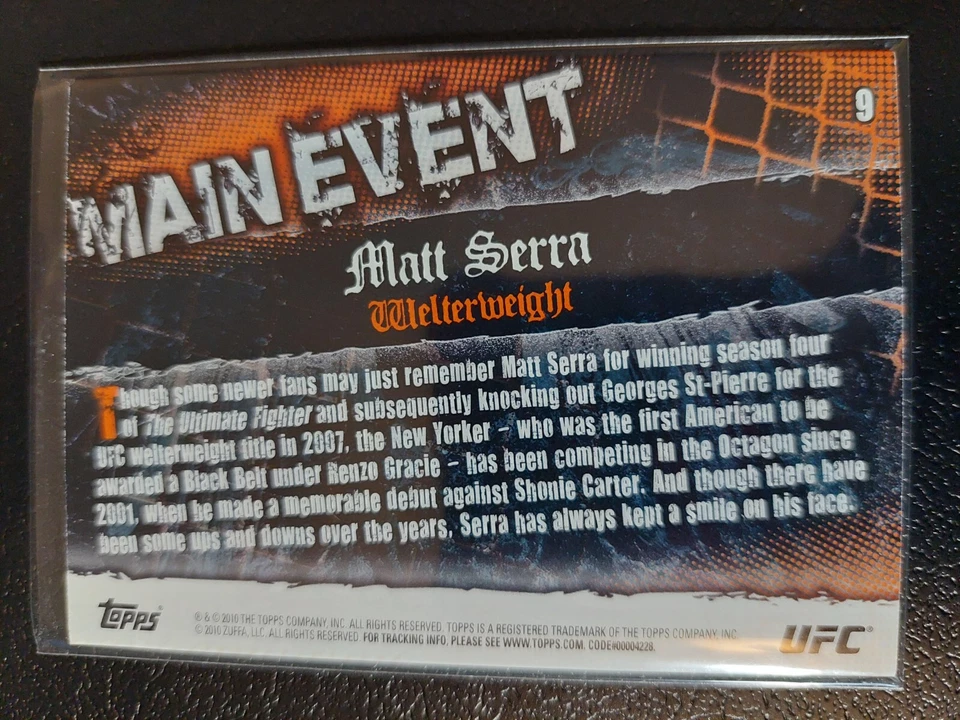 9
MAIN EVENT
Matt Serra
Welterweight
Though some newer fans may just remember Matt Serra for winning season four
of The Ultimate Fighter and subsequently knocking out Georges St-Pierre for the
UFC welterweight title in 2007, the New Yorker – who was the first American to be
awarded a Black Belt under Renzo Gracie – has been competing in the Octagon since
2001, when he made a memorable debut against Shonie Carter. And though there have
been some ups and downs over the years, Serra has always kept a smile on his face.
topps®
® & © 2010 THE TOPPS COMPANY, INC. ALL RIGHTS RESERVED. TOPPS IS A REGISTERED TRADEMARK OF THE TOPPS COMPANY, INC.
© 2010 ZUFFA, LLC. ALL RIGHTS RESERVED. FOR TRACKING INFO, PLEASE SEE WWW.TOPPS.COM. CODE#00004228.
UFC®